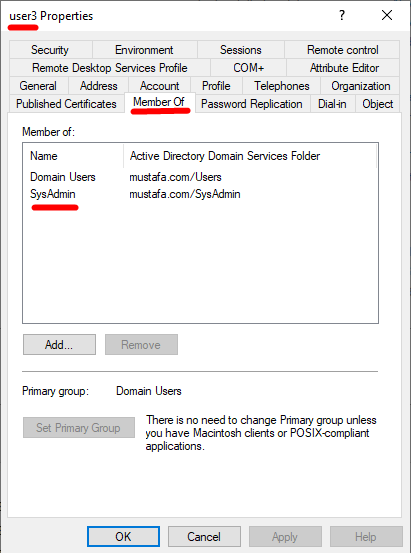 user3 Properties
? ×
Security Environment Sessions Remote control
Remote Desktop Services Profile COM+ Attribute Editor
General Address Account Profile Telephones Organization
Published Certificates Member Of Password Replication Dial-in Object
Member of:
Name Active Directory Domain Services Folder
Domain Users mustafa.com/Users
SysAdmin mustafa.com/SysAdmin
Add... Remove
Primary group: Domain Users
Set Primary Group
There is no need to change Primary group unless
you have Macintosh clients or POSIX-compliant
applications.
OK Cancel Apply Help